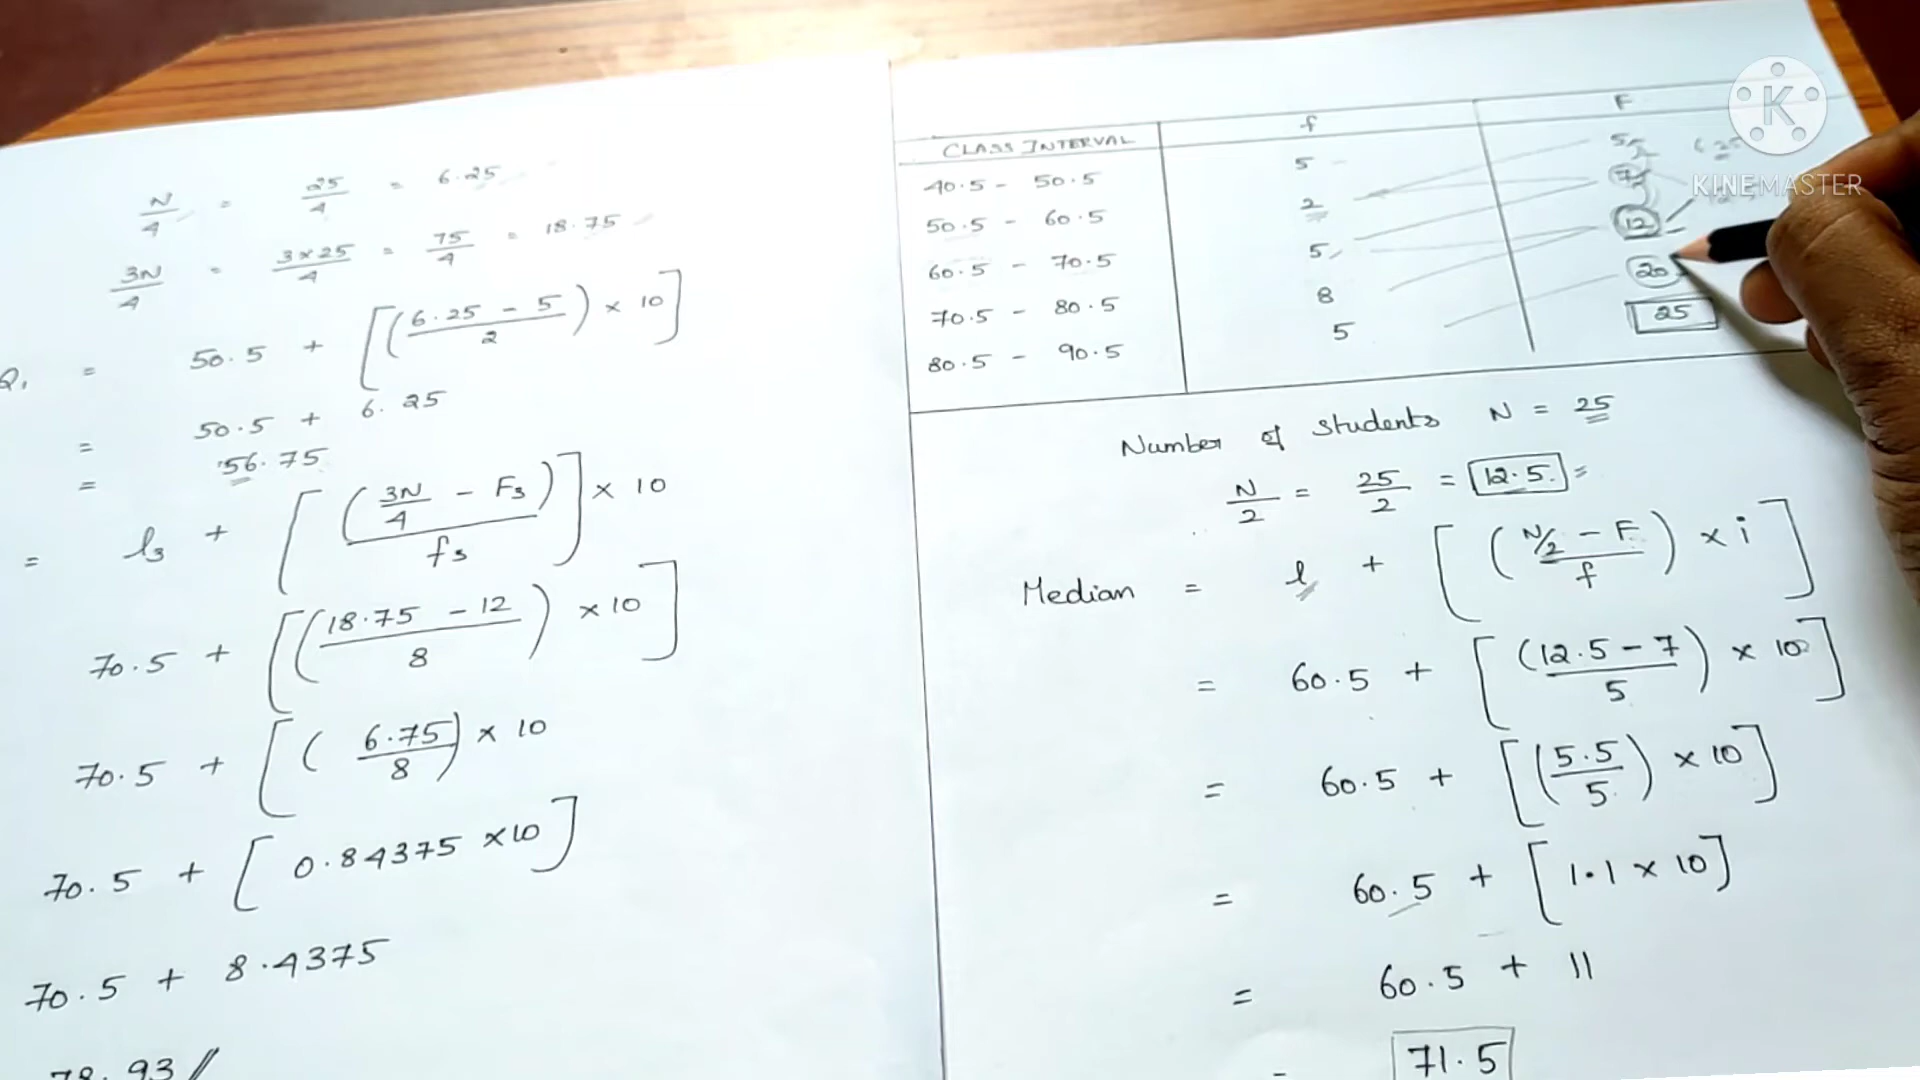 N/4 = 25/4 = 6.25
3N/4 = 3×25/4 = 75/4 = 18.75
Q₁ = 50.5 + [(6.25 - 5 / 2) × 10]
= 50.5 + 6.25
= 56.75
= l₃ + [(3N/4 - F₃) / f₃] × 10
70.5 + [(18.75 - 12 / 8) × 10]
70.5 + [(6.75 / 8) × 10
70.5 + [0.84375 × 10]
70.5 + 8.4375
78.93 //
CLASS INTERVAL f F
40.5 - 50.5 5 5
50.5 - 60.5 2 7
60.5 - 70.5 5 12
70.5 - 80.5 8 20
80.5 - 90.5 5 25
Number of Students N = 25
N/2 = 25/2 = 12.5 =
Median = l + [(N/2 - F / f) × i]
= 60.5 + [(12.5 - 7 / 5) × 10]
= 60.5 + [(5.5 / 5) × 10]
= 60.5 + [1.1 × 10]
= 60.5 + 11
= 71.5
K
KINEMASTER